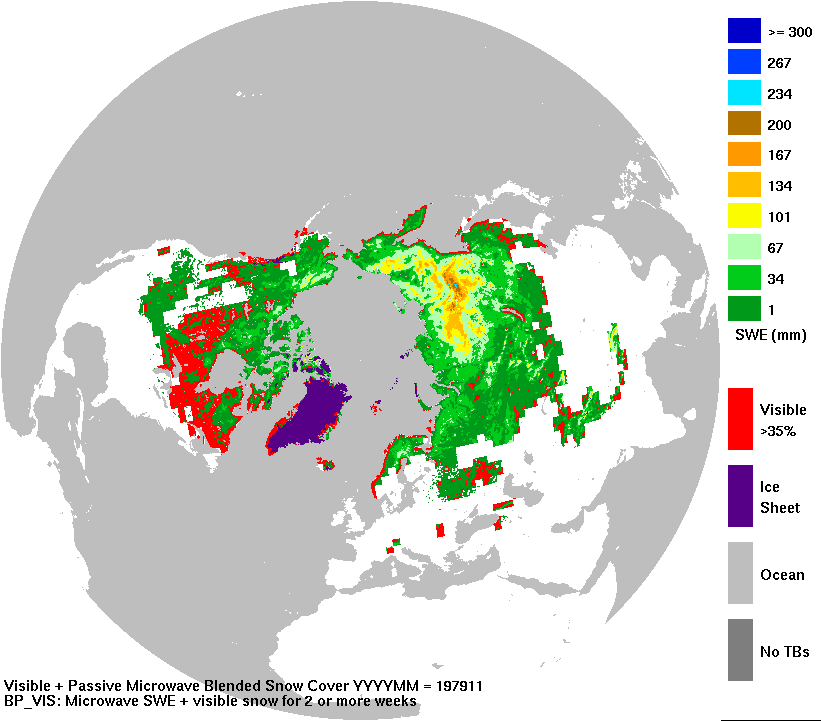 >= 300
267
234
200
167
134
101
67
34
1
SWE (mm)
Visible
>35%
Ice
Sheet
Ocean
No TBs
Visible + Passive Microwave Blended Snow Cover YYYYMM = 197911
BP_VIS: Microwave SWE + visible snow for 2 or more weeks